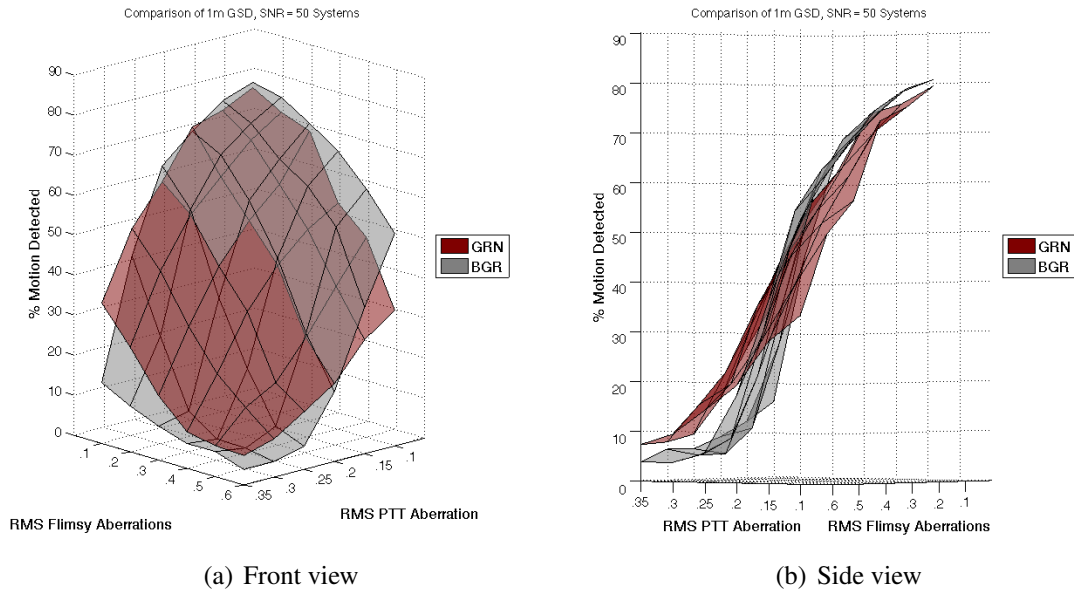 Comparison of 1m GSD, SNR = 50 Systems
90
80
70
60
50
40
30
20
10
0
% Motion Detected
.1
.2
.3
.4
.5
.6
RMS Flimsy Aberrations
.35
.3
.25
.2
.15
.1
RMS PTT Aberration
GRN
BGR
(a) Front view
Comparison of 1m GSD, SNR = 50 Systems
90
80
70
60
50
40
30
20
10
0
% Motion Detected
.35 .3 .25 .2 .15 .1 .6 .5 .4 .3 .2 .1
RMS PTT Aberration RMS Flimsy Aberrations
GRN
BGR
(b) Side view